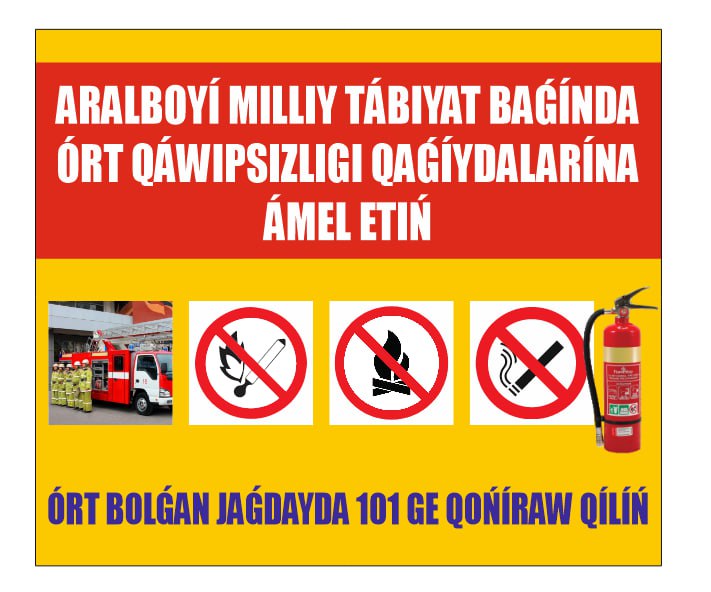 ARALBOYÍ MILLIY TÁBIYAT BAǴÍNDA
ÓRT QÁWIPSIZLIGI QAǴÍYDALARÍNA
ÁMEL ETIŃ
ÓRT BOLǴAN JAǴDAYDA 101 GE QOŃÍRAW QÍLÍŃ